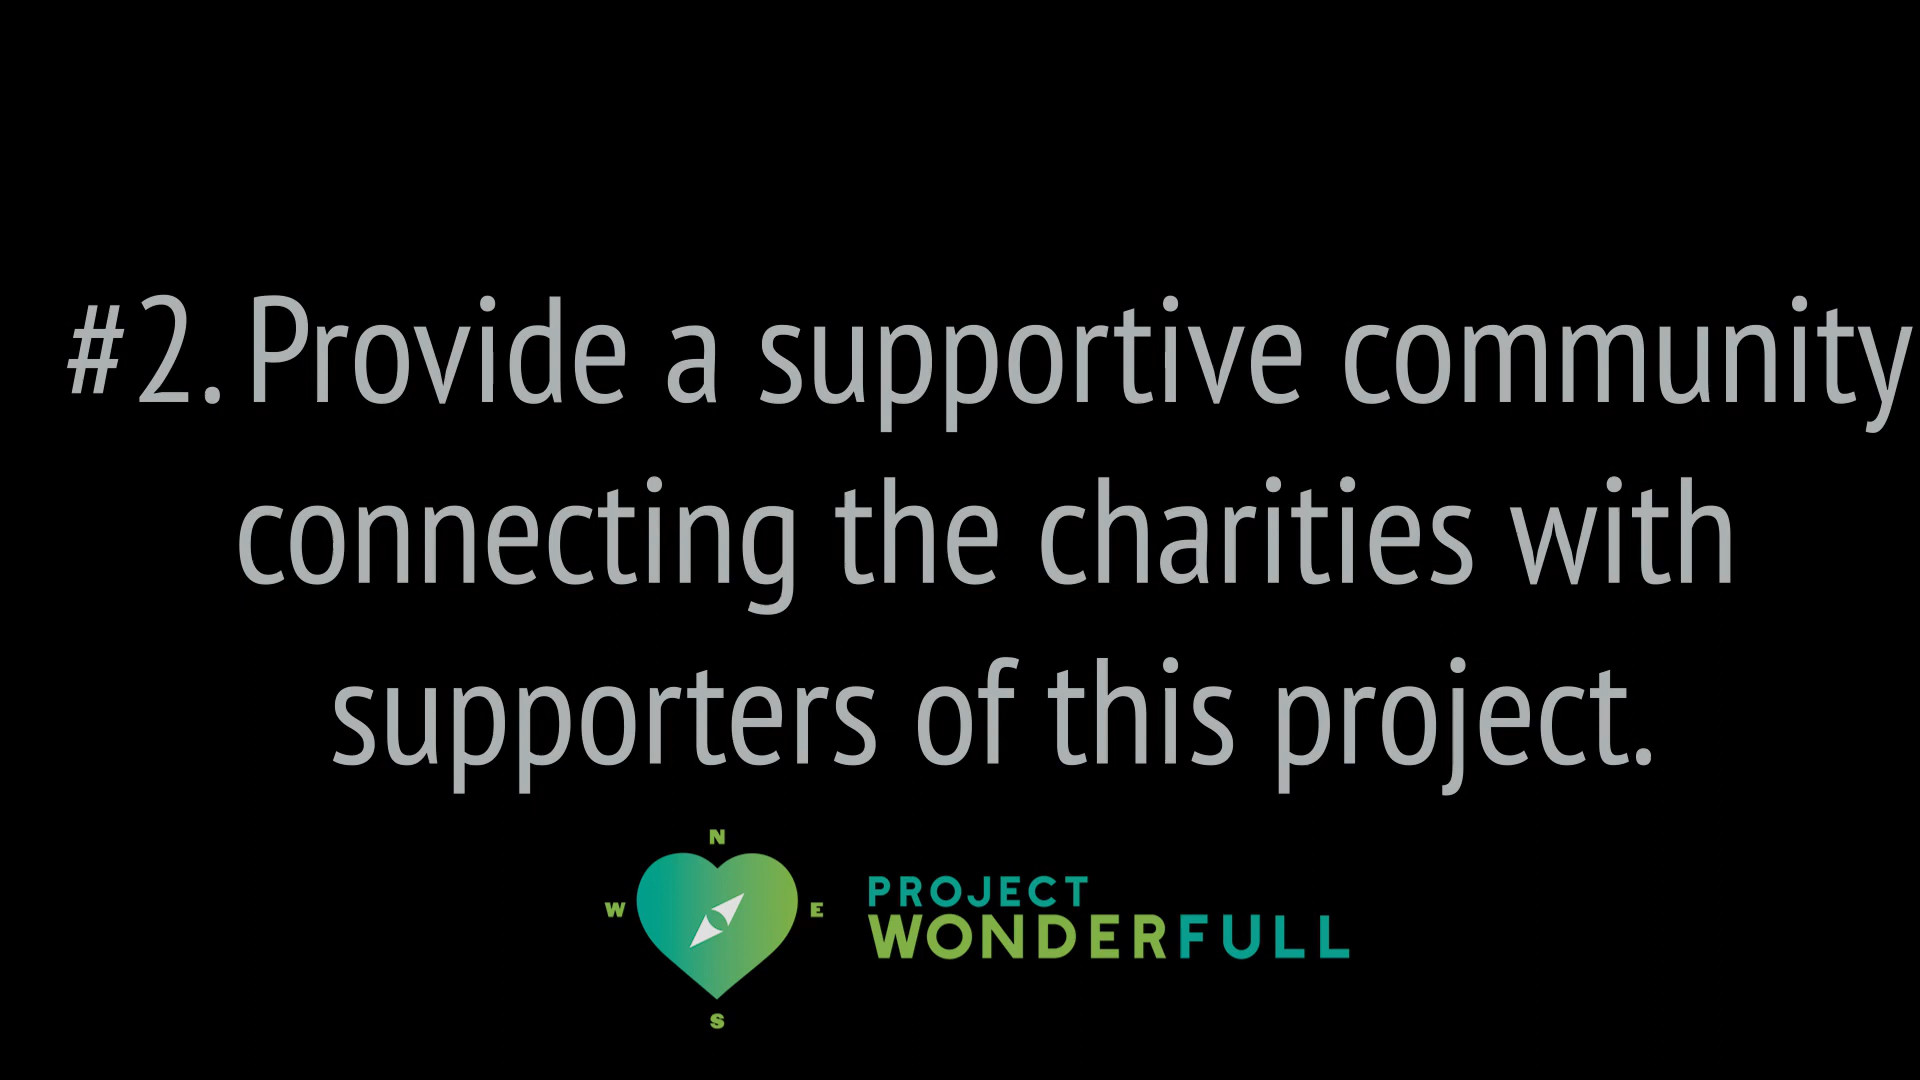 #2. Provide a supportive community
connecting the charities with
supporters of this project.
N
W E
S
PROJECT
WONDERFULL